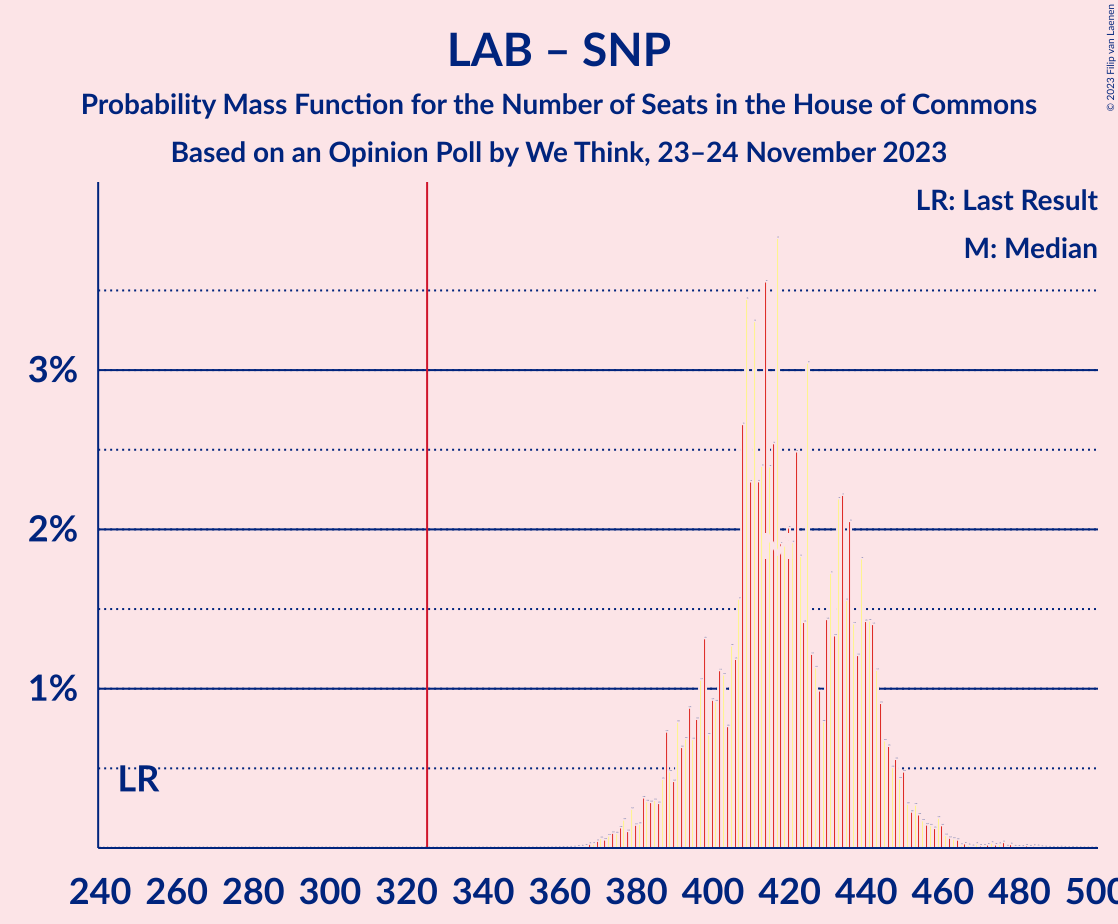 LAB – SNP
Probability Mass Function for the Number of Seats in the House of Commons
Based on an Opinion Poll by We Think, 23–24 November 2023
© 2023 Filip van Laenen
LR: Last Result
M: Median
3%
2%
1%
LR
240 260 280 300 320 340 360 380 400 420 440 460 480 500